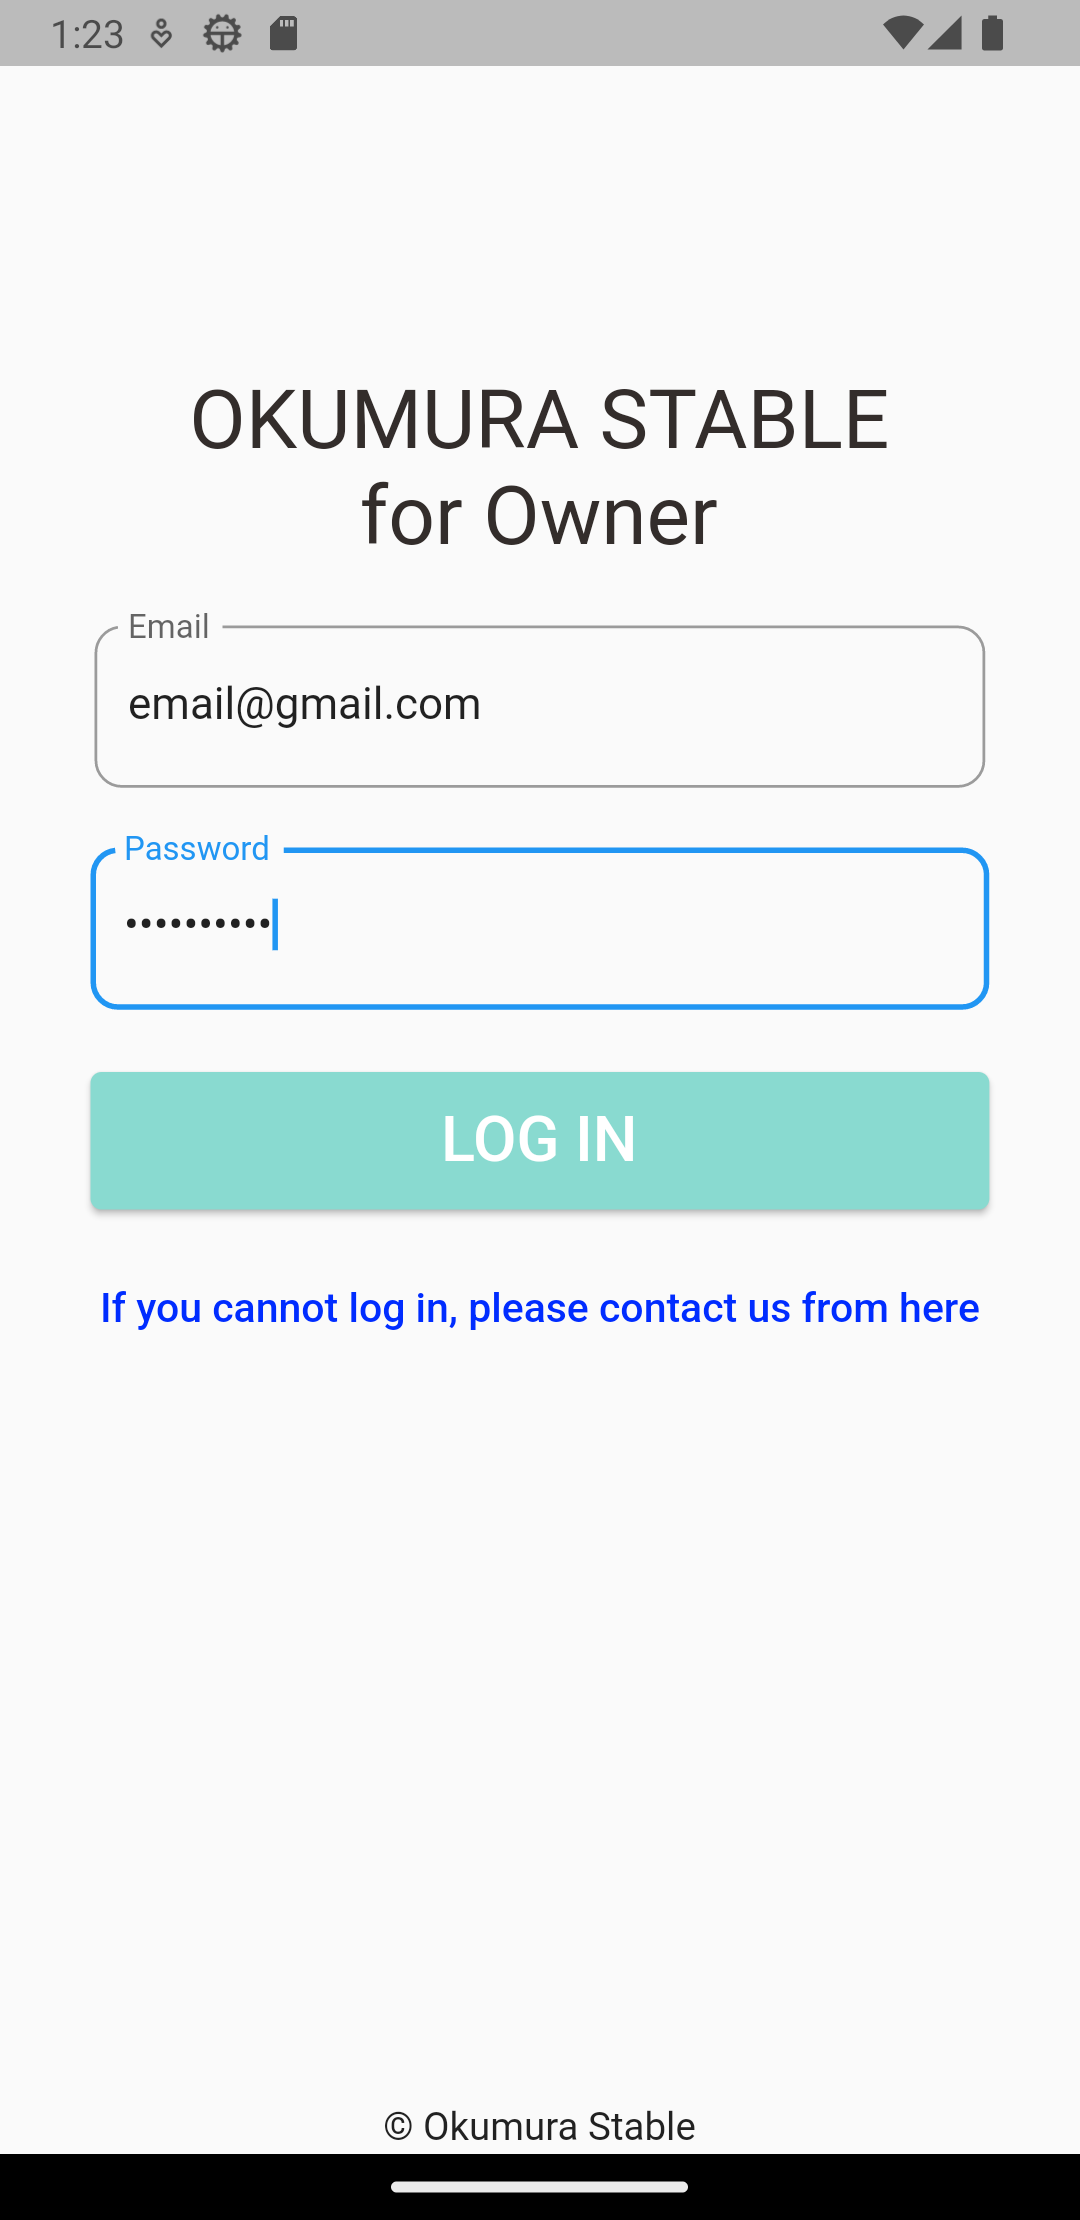 1:23
OKUMURA STABLE
for Owner
Email
email@gmail.com
Password
••••••••••
LOG IN
If you cannot log in, please contact us from here
© Okumura Stable